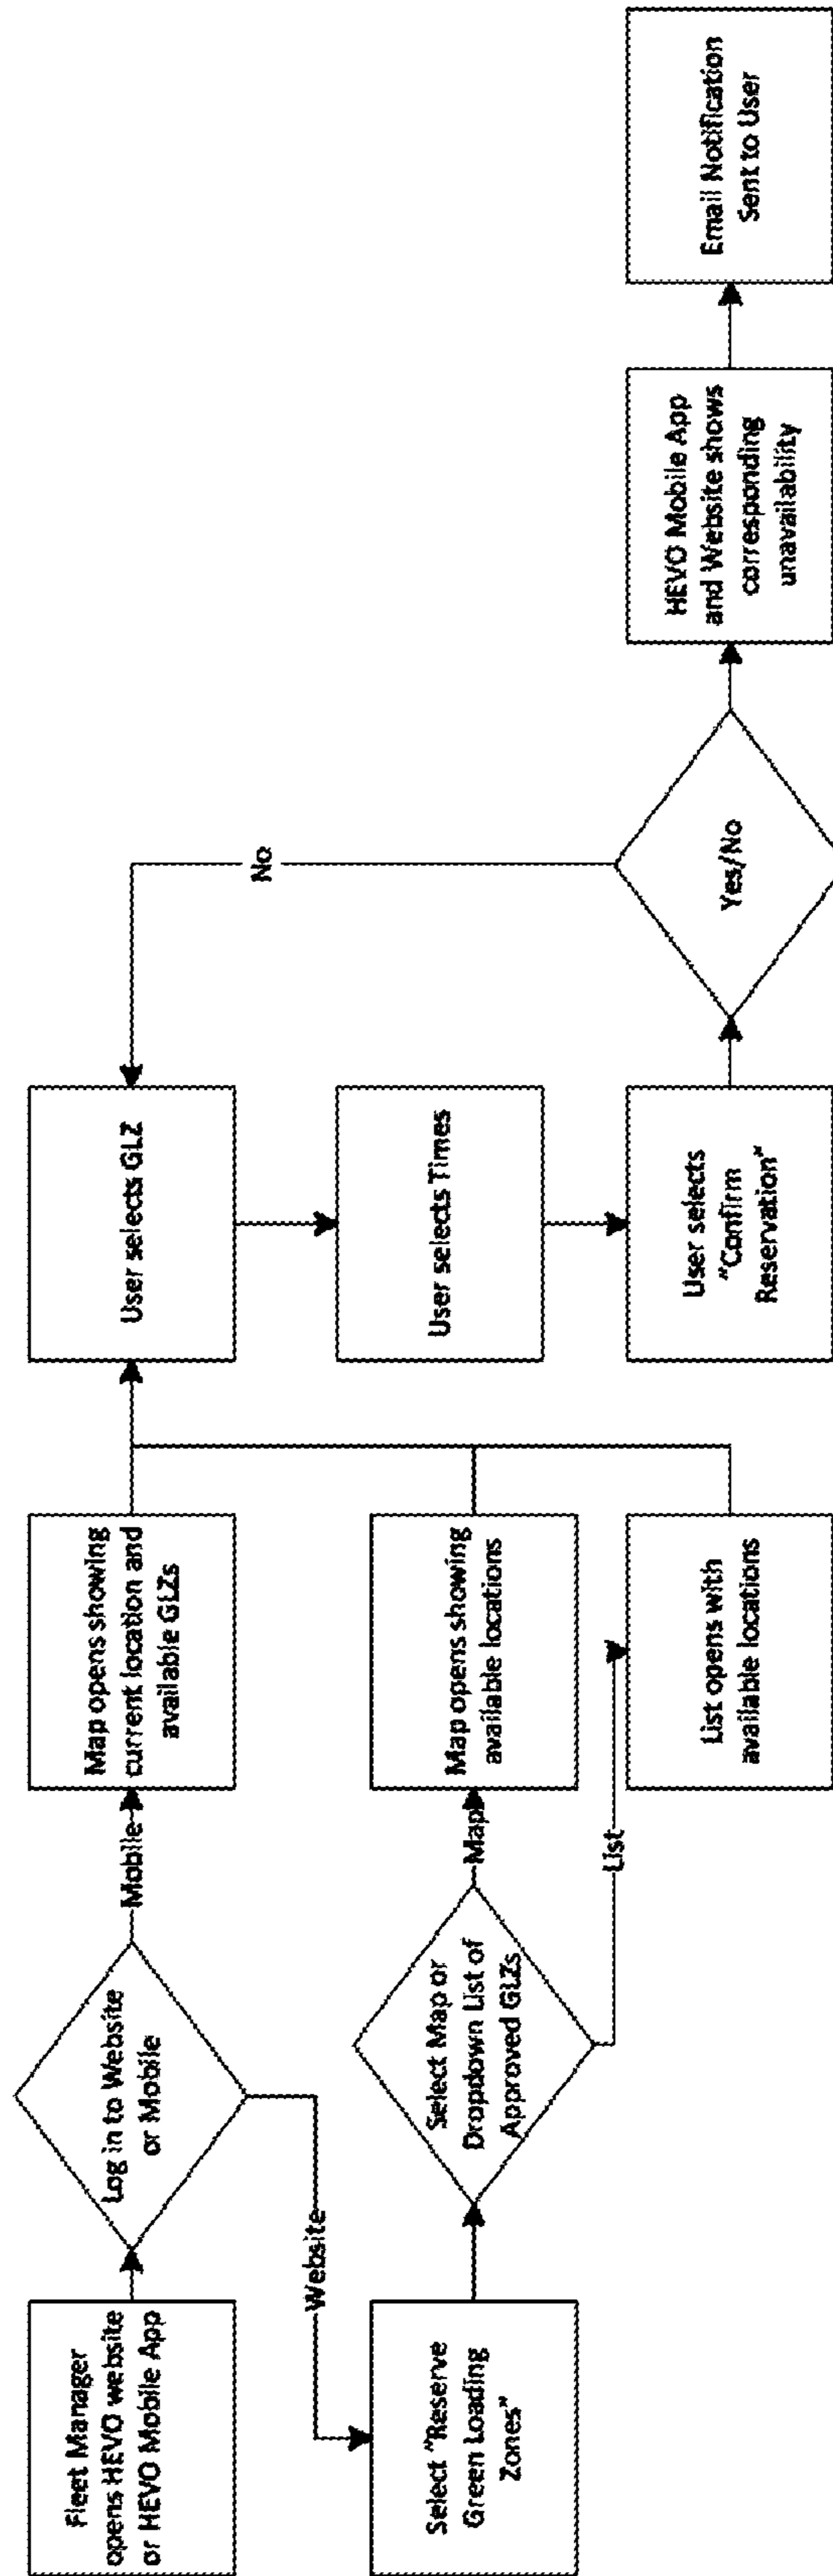 Fleet Manager
opens HEVO website
or HEVO Mobile App
Log in to Website
or Mobile
Mobile
Map opens showing
current location and
available GLZs
User selects GLZ
No
Website
Select "Reserve
Green Loading
Zones"
Select Map or
Dropdown List of
Approved GLZs
Map
Map opens showing
available locations
List
List opens with
available locations
User selects Times
User selects
"Confirm
Reservation"
Yes/No
HEVO Mobile App
and Website shows
corresponding
unavailability
Email Notification
Sent to User